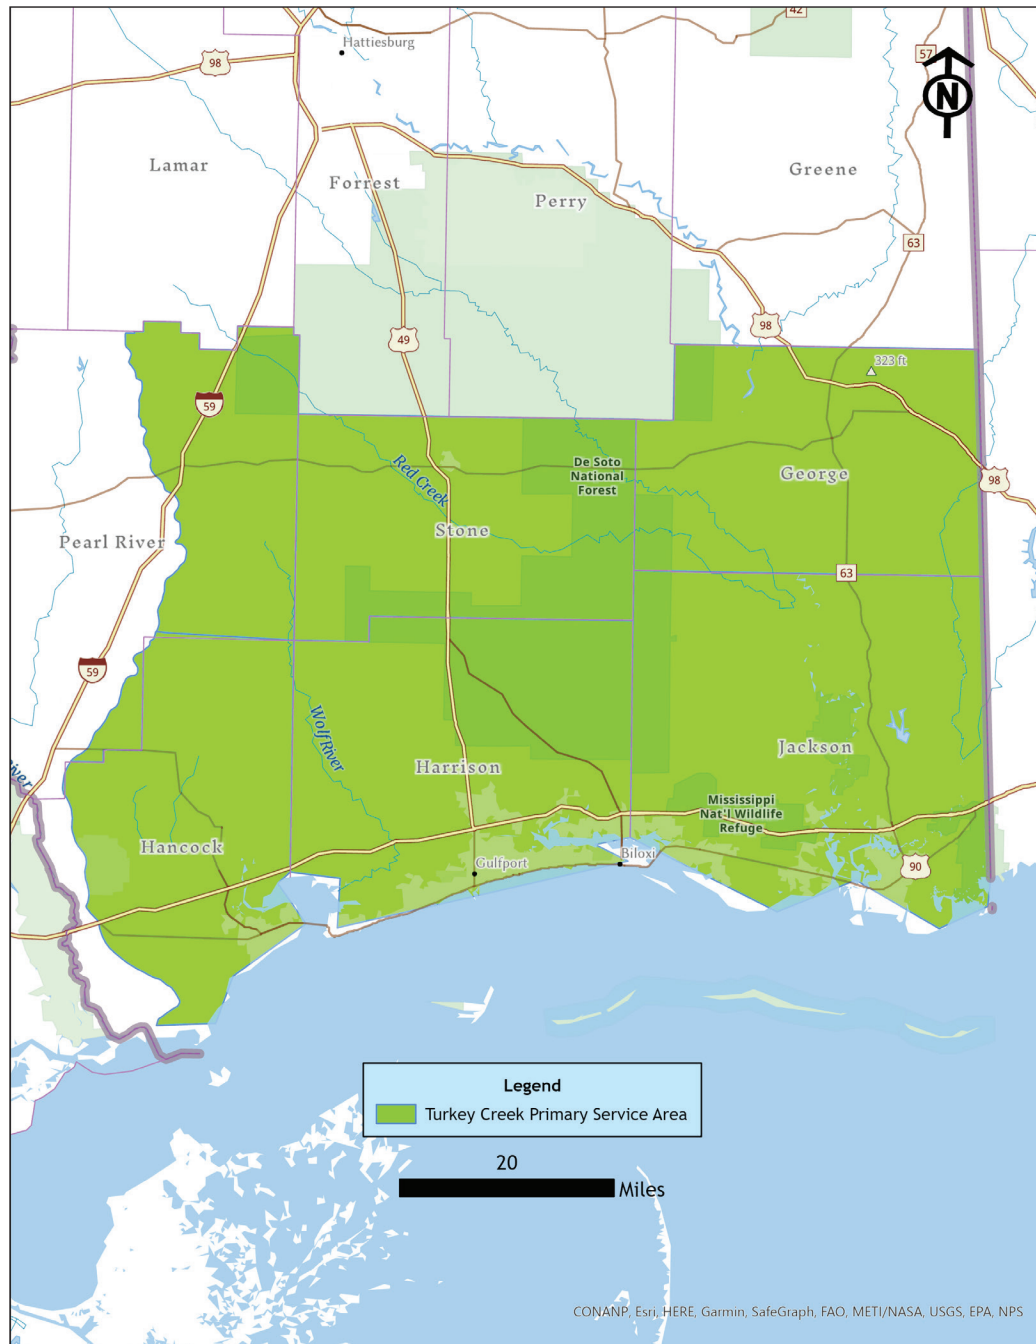 42
Hattiesburg
98
57
N
Lamar
Forrest
Greene
Perry
63
98
49
323 ft
59
De Soto
National
Forest
Red Creek
George
98
Stone
Pearl River
63
59
Wolf River
Jackson
Harrison
River
Mississippi
Nat'l Wildlife
Refuge
Hancock
Gulfport
Biloxi
90
Legend
Turkey Creek Primary Service Area
20
Miles
CONANP, Esri, HERE, Garmin, SafeGraph, FAO, METI/NASA, USGS, EPA, NPS